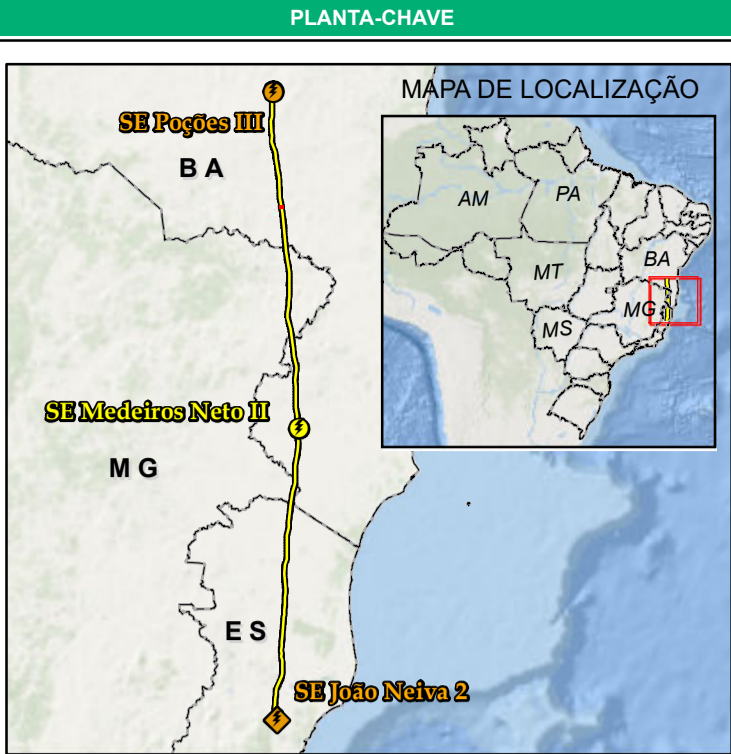 PLANTA-CHAVE
MAPA DE LOCALIZAÇÃO
SE Poções III
B A
AM
PA
BA
MT
MG
MS
SE Medeiros Neto II
M G
E S
SE João Neiva 2